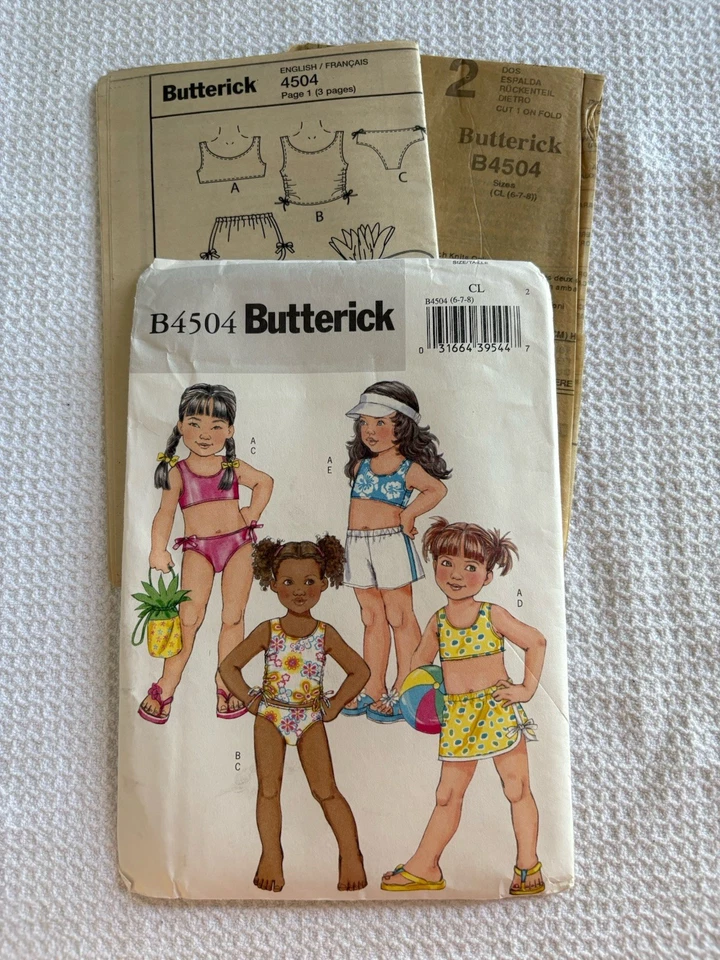 Butterick
ENGLISH / FRANÇAIS
4504
Page 1 (3 pages)
A
B
C
2
DOS
ESPALDA
RÜCKENTEIL
DIETRO
CUT 1 ON FOLD
Butterick
B4504
Sizes
(CL (6-7-8))
B4504 Butterick
CL
2
B4504 (6-7-8)
0 31664 39544 7
A
C
A
E
A
D
B
C